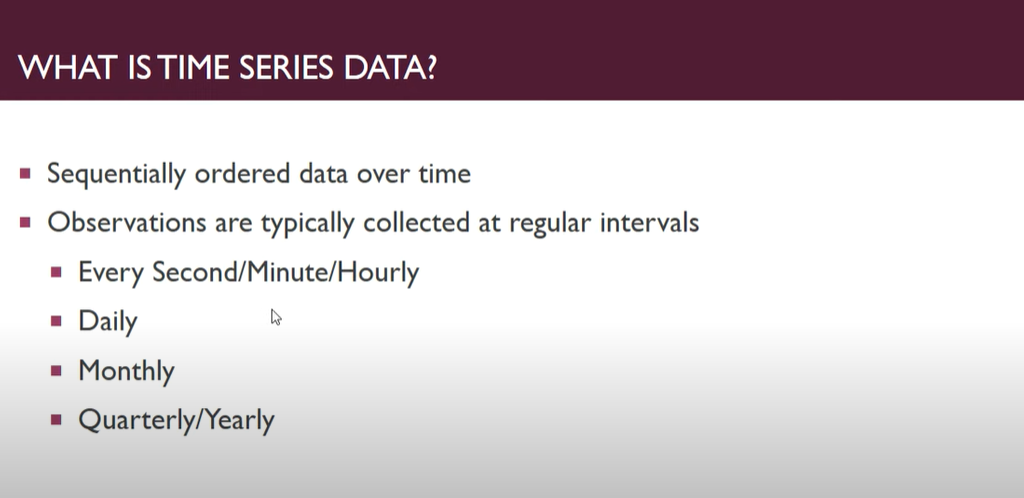 WHAT IS TIME SERIES DATA?
Sequentially ordered data over time
Observations are typically collected at regular intervals
Every Second/Minute/Hourly
Daily
Monthly
Quarterly/Yearly